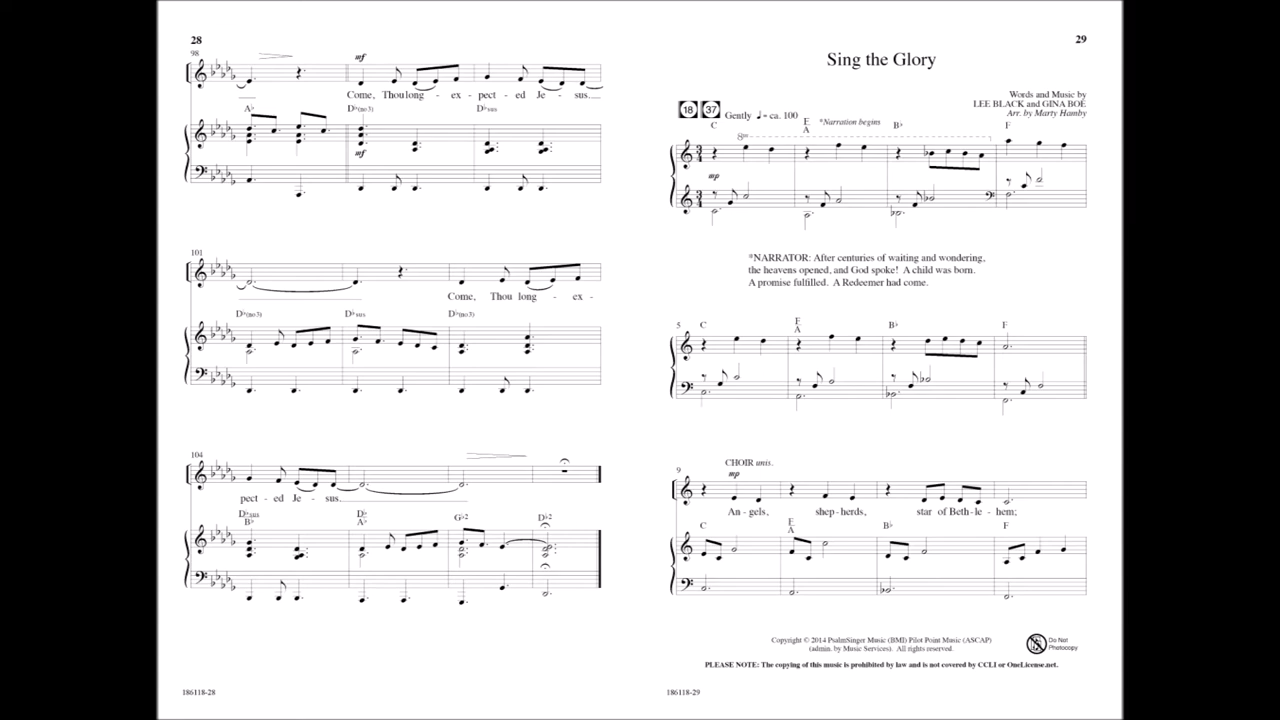 28
98
mf
Come, Thou long - ex - pect - ed Je - sus.
A♭ D♭(no3) D♭sus
mf
101
Come, Thou long - ex -
D♭(no3) D♭sus D♭(no3)
104
pect - ed Je - sus.
D♭sus D♭ G♭2 D♭2
B♭ A♭
186118-28
29
Sing the Glory
Words and Music by
LEE BLACK and GINA BOE
Arr. by Marty Hamby
18 37 Gently ♩ = ca. 100 *Narration begins
C F B♭ F
A
8va
mp
*NARRATOR: After centuries of waiting and wondering,
the heavens opened, and God spoke! A child was born.
A promise fulfilled. A Redeemer had come.
5
C F B♭ F
A
9
CHOIR unis.
mp
An - gels, shep - herds, star of Beth - le - hem;
C F B♭ F
A
Copyright © 2014 PsalmSinger Music (BMI) Pilot Point Music (ASCAP)
(admin. by Music Services). All rights reserved.
Do Not
Photocopy
PLEASE NOTE: The copying of this music is prohibited by law and is not covered by CCLI or OneLicense.net.
186118-29